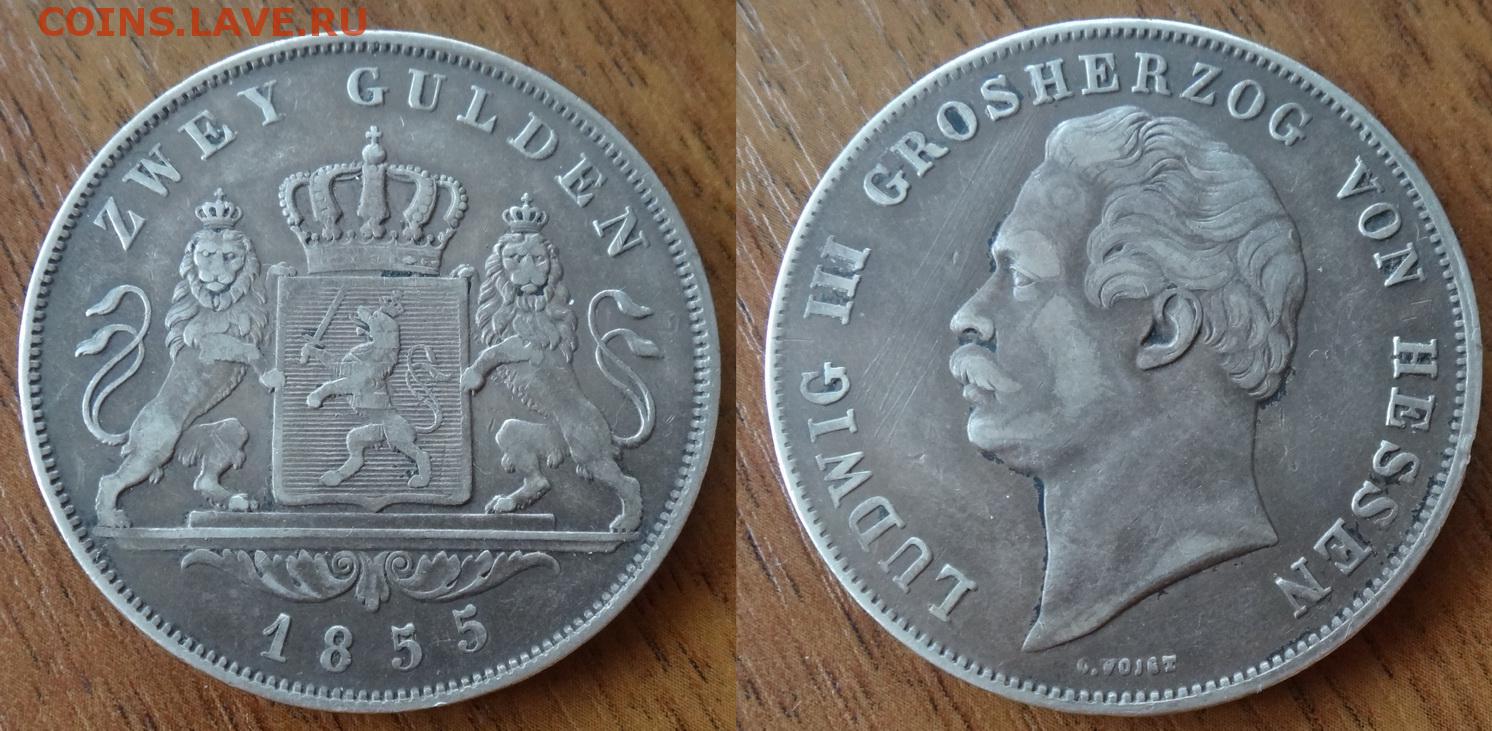 COINS.LAVE.RU
ZWEY GULDEN
1855
LUDWIG III GROSHERZOG VON HESSEN
C.VOIGT